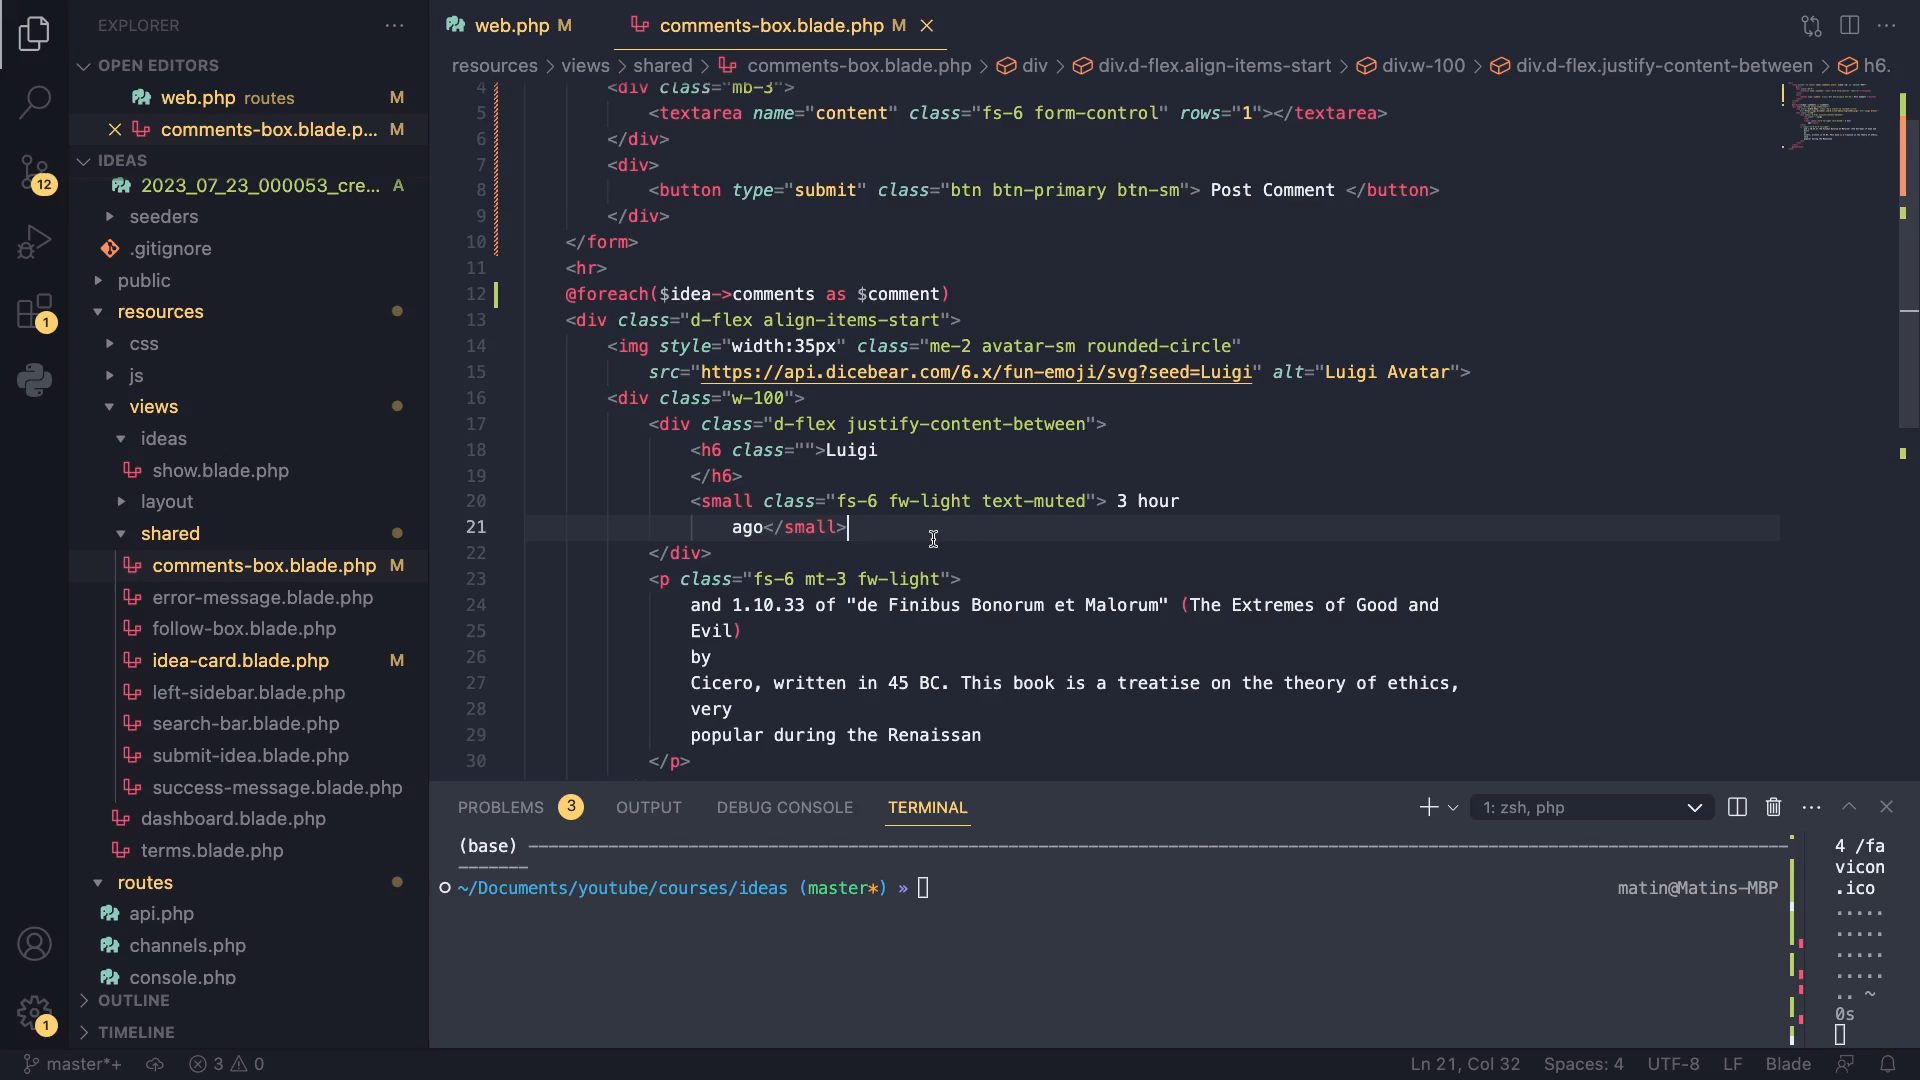 EXPLORER
web.php M
comments-box.blade.php M
OPEN EDITORS
resources > views > shared > comments-box.blade.php > div > div.d-flex.align-items-start > div.w-100 > div.d-flex.justify-content-between > h6.
web.php routes M
comments-box.blade.p... M
IDEAS
2023_07_23_000053_cre... A
seeders
.gitignore
public
resources
css
js
views
ideas
show.blade.php
layout
shared
comments-box.blade.php M
error-message.blade.php
follow-box.blade.php
idea-card.blade.php M
left-sidebar.blade.php
search-bar.blade.php
submit-idea.blade.php
success-message.blade.php
dashboard.blade.php
terms.blade.php
routes
api.php
channels.php
console.php
OUTLINE
TIMELINE
12
1
1
4 <div class="mb-3">
5 <textarea name="content" class="fs-6 form-control" rows="1"></textarea>
6 </div>
7 <div>
8 <button type="submit" class="btn btn-primary btn-sm"> Post Comment </button>
9 </div>
10 </form>
11 <hr>
12 @foreach($idea->comments as $comment)
13 <div class="d-flex align-items-start">
14 <img style="width:35px" class="me-2 avatar-sm rounded-circle"
15 src="https://api.dicebear.com/6.x/fun-emoji/svg?seed=Luigi" alt="Luigi Avatar">
16 <div class="w-100">
17 <div class="d-flex justify-content-between">
18 <h6 class="">Luigi
19 </h6>
20 <small class="fs-6 fw-light text-muted"> 3 hour
21 ago</small>
22 </div>
23 <p class="fs-6 mt-3 fw-light">
24 and 1.10.33 of "de Finibus Bonorum et Malorum" (The Extremes of Good and
25 Evil)
26 by
27 Cicero, written in 45 BC. This book is a treatise on the theory of ethics,
28 very
29 popular during the Renaissan
30 </p>
PROBLEMS 3 OUTPUT DEBUG CONSOLE TERMINAL
1: zsh, php
(base)
~/Documents/youtube/courses/ideas (master*) » matin@Matins-MBP
4 /fa
vicon
.ico
.....
.....
.....
.....
.. ~
0s
master*+ 3 0
Ln 21, Col 32 Spaces: 4 UTF-8 LF Blade